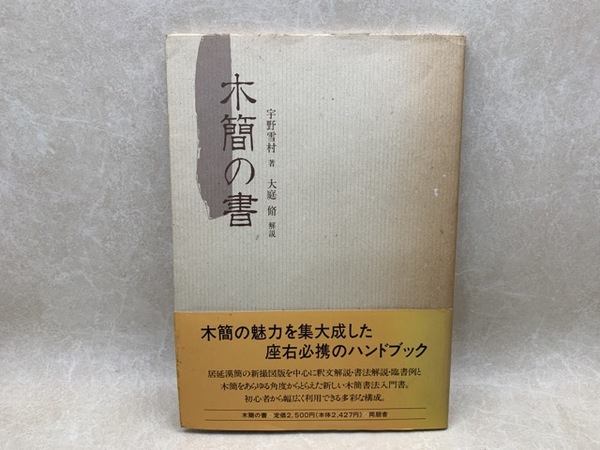 木簡の書
宇野雪村 著 大庭 脩 解説
木簡の魅力を集大成した
座右必携のハンドブック
居延漢簡の新撮図版を中心に釈文解説・書法解説・臨書例と
木簡をあらゆる角度からとらえた新しい木簡書法入門書。
初心者から幅広く利用できる多彩な構成。
木簡の書 定価2,500円(本体2,427円) 同朋舎